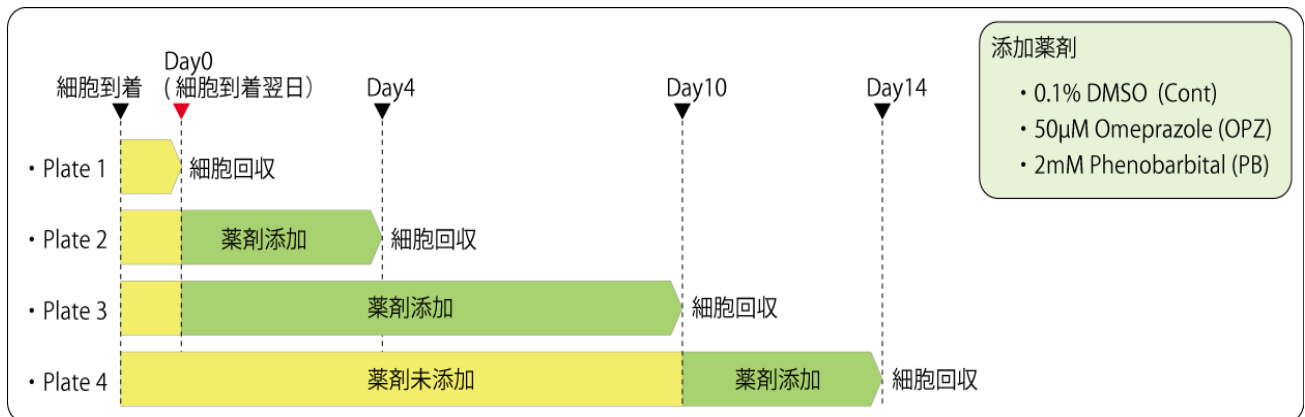 細胞到着
Day0
( 細胞到着翌日）
Day4
Day10
Day14
・Plate 1
細胞回収
・Plate 2
薬剤添加
細胞回収
・Plate 3
薬剤添加
細胞回収
・Plate 4
薬剤未添加
薬剤添加
細胞回収
添加薬剤
・0.1% DMSO (Cont)
・50μM Omeprazole (OPZ)
・2mM Phenobarbital (PB)